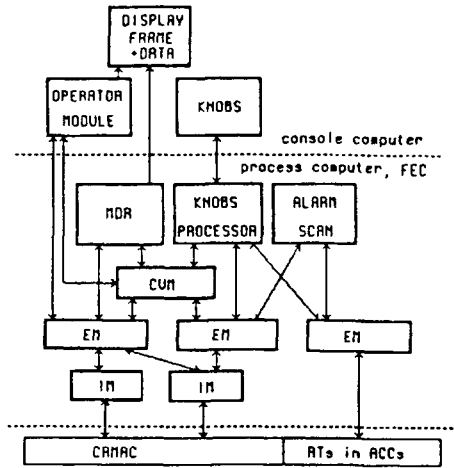 DISPLAY
FRAME
+DATA
OPERATOR
MODULE
KNOBS
console computer
process computer, FEC
MDR
KNOBS
PROCESSOR
ALARM
SCAN
CVM
EM
EM
EM
IM
IM
CAMAC
RTs in ACCs